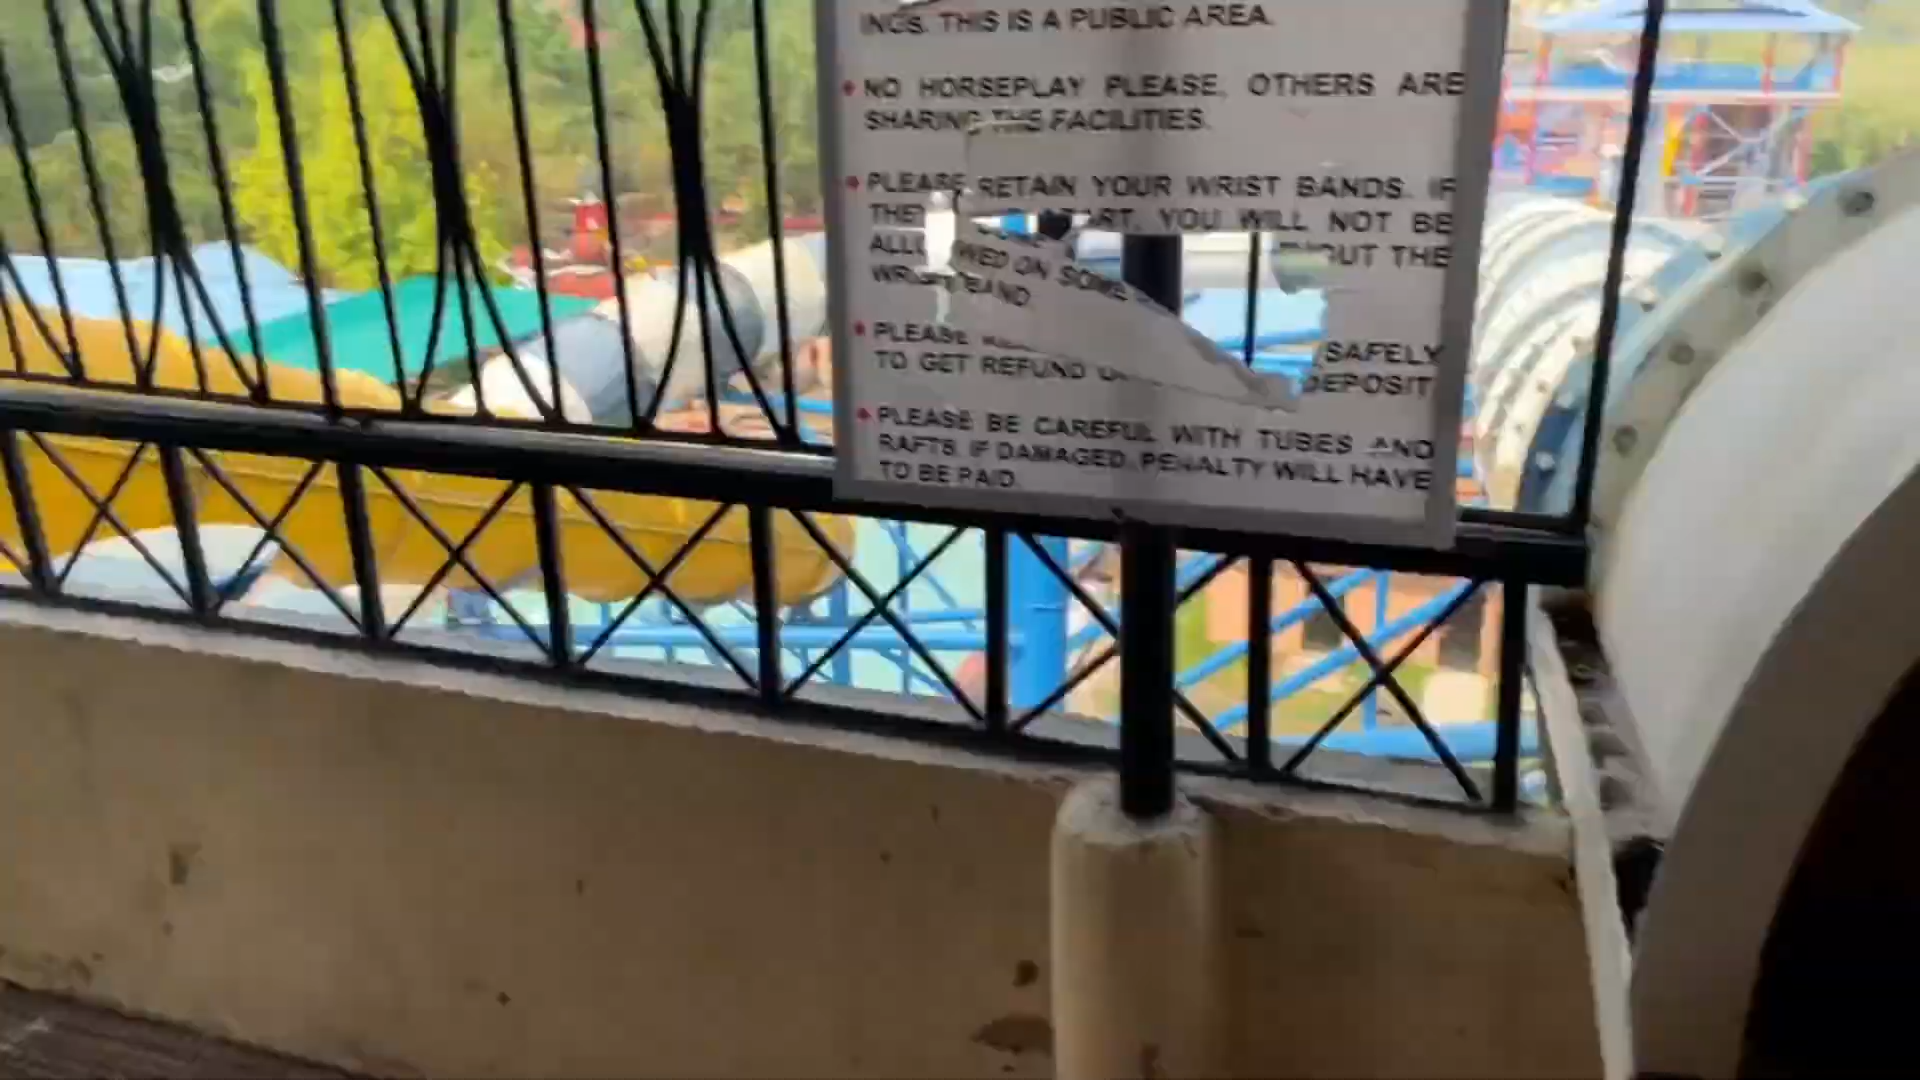 INGS. THIS IS A PUBLIC AREA.
NO HORSEPLAY PLEASE, OTHERS ARE
SHARING THE FACILITIES.
PLEASE RETAIN YOUR WRIST BANDS. IF
YOU WILL NOT BE
WED ON SOME THE
BAND
PLEASE SAFELY
TO GET REFUND DEPOSIT
PLEASE BE CAREFUL WITH TUBES AND
RAFTS. IF DAMAGED, PENALTY WILL HAVE
TO BE PAID.